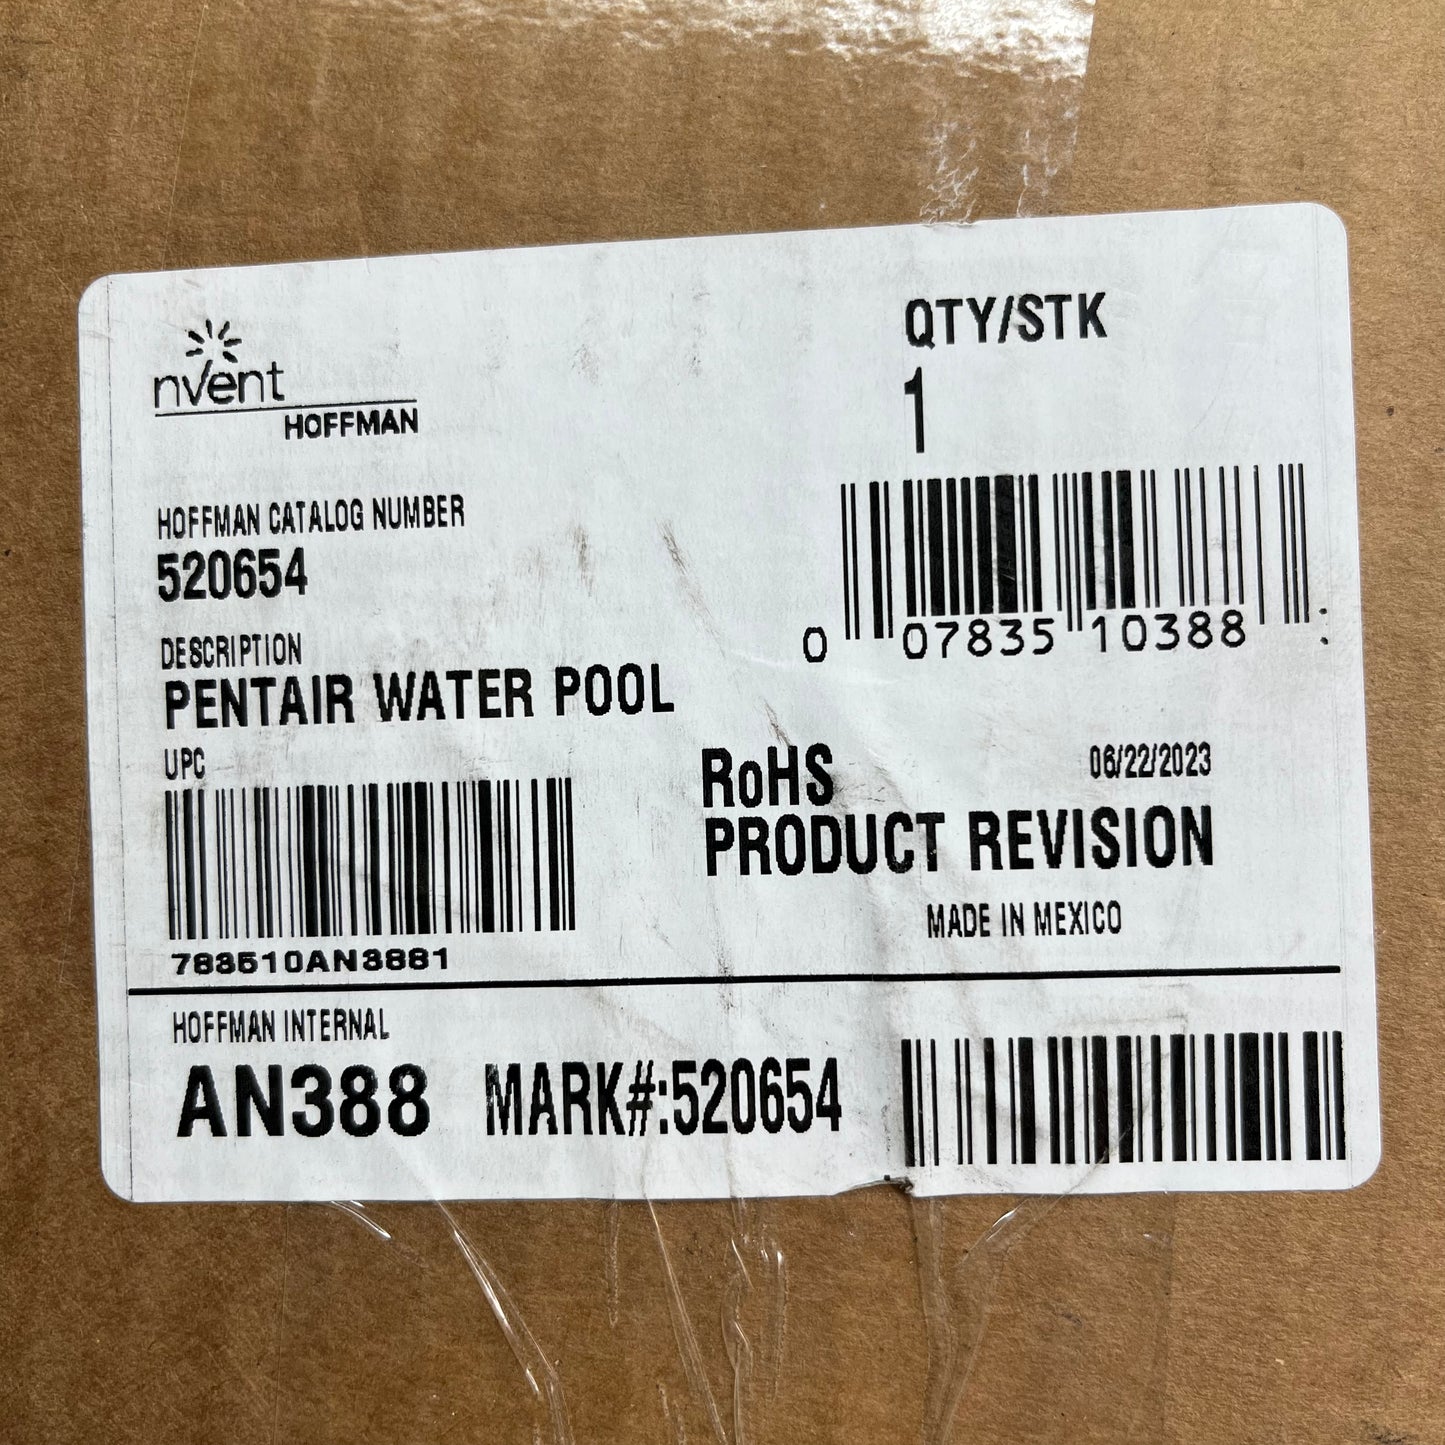 nVent
HOFFMAN
QTY/STK
1
HOFFMAN CATALOG NUMBER
520654
0 07835 10388
DESCRIPTION
PENTAIR WATER POOL
UPC
783510AN3881
RoHS
06/22/2023
PRODUCT REVISION
MADE IN MEXICO
HOFFMAN INTERNAL
AN388 MARK#:520654